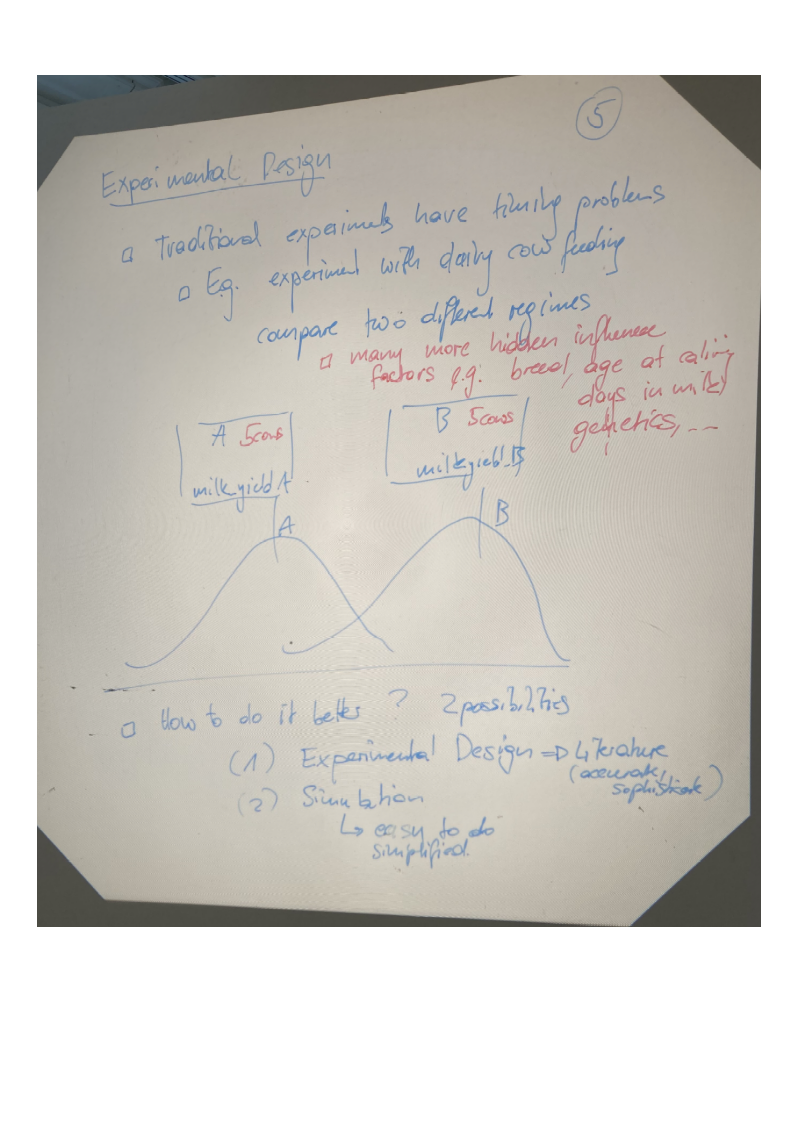 5
Experimental Design
Traditional experiments have timing problems
E.g. experiment with dairy cow feeding
compare two different regimes
many more hidden influence
factors e.g. breed, age at calving
days in milk,
genetics, ...
A 5cows
milk yield A
B 5cows
milk yield B
A
B
How to do it better ? 2 possibilities
(1) Experimental Design => Literature
(accurate,
sophisticate)
(2) Simulation
↳ easy to do
simplified.